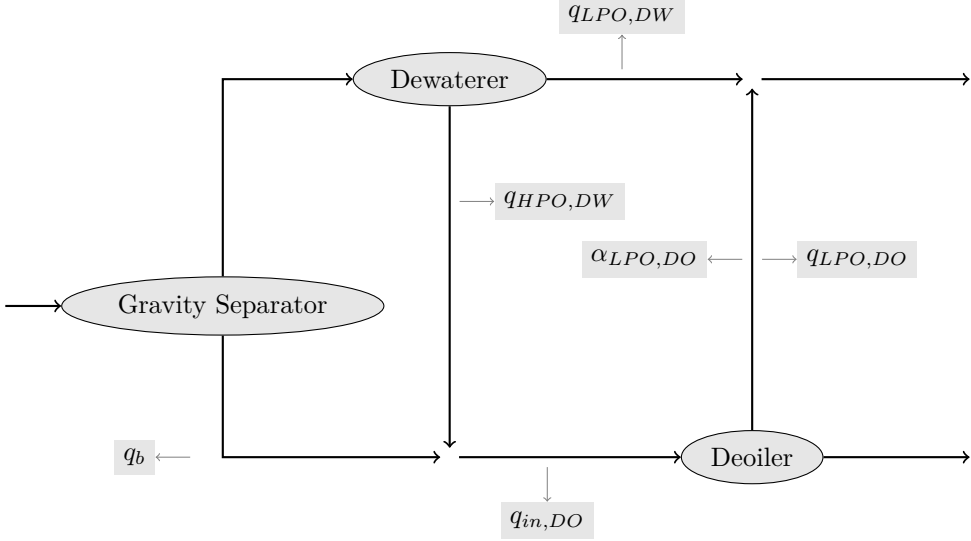 q_{LPO,DW}
Dewaterer
q_{HPO,DW}
α_{LPO,DO}
q_{LPO,DO}
Gravity Separator
q_b
Deoiler
q_{in,DO}